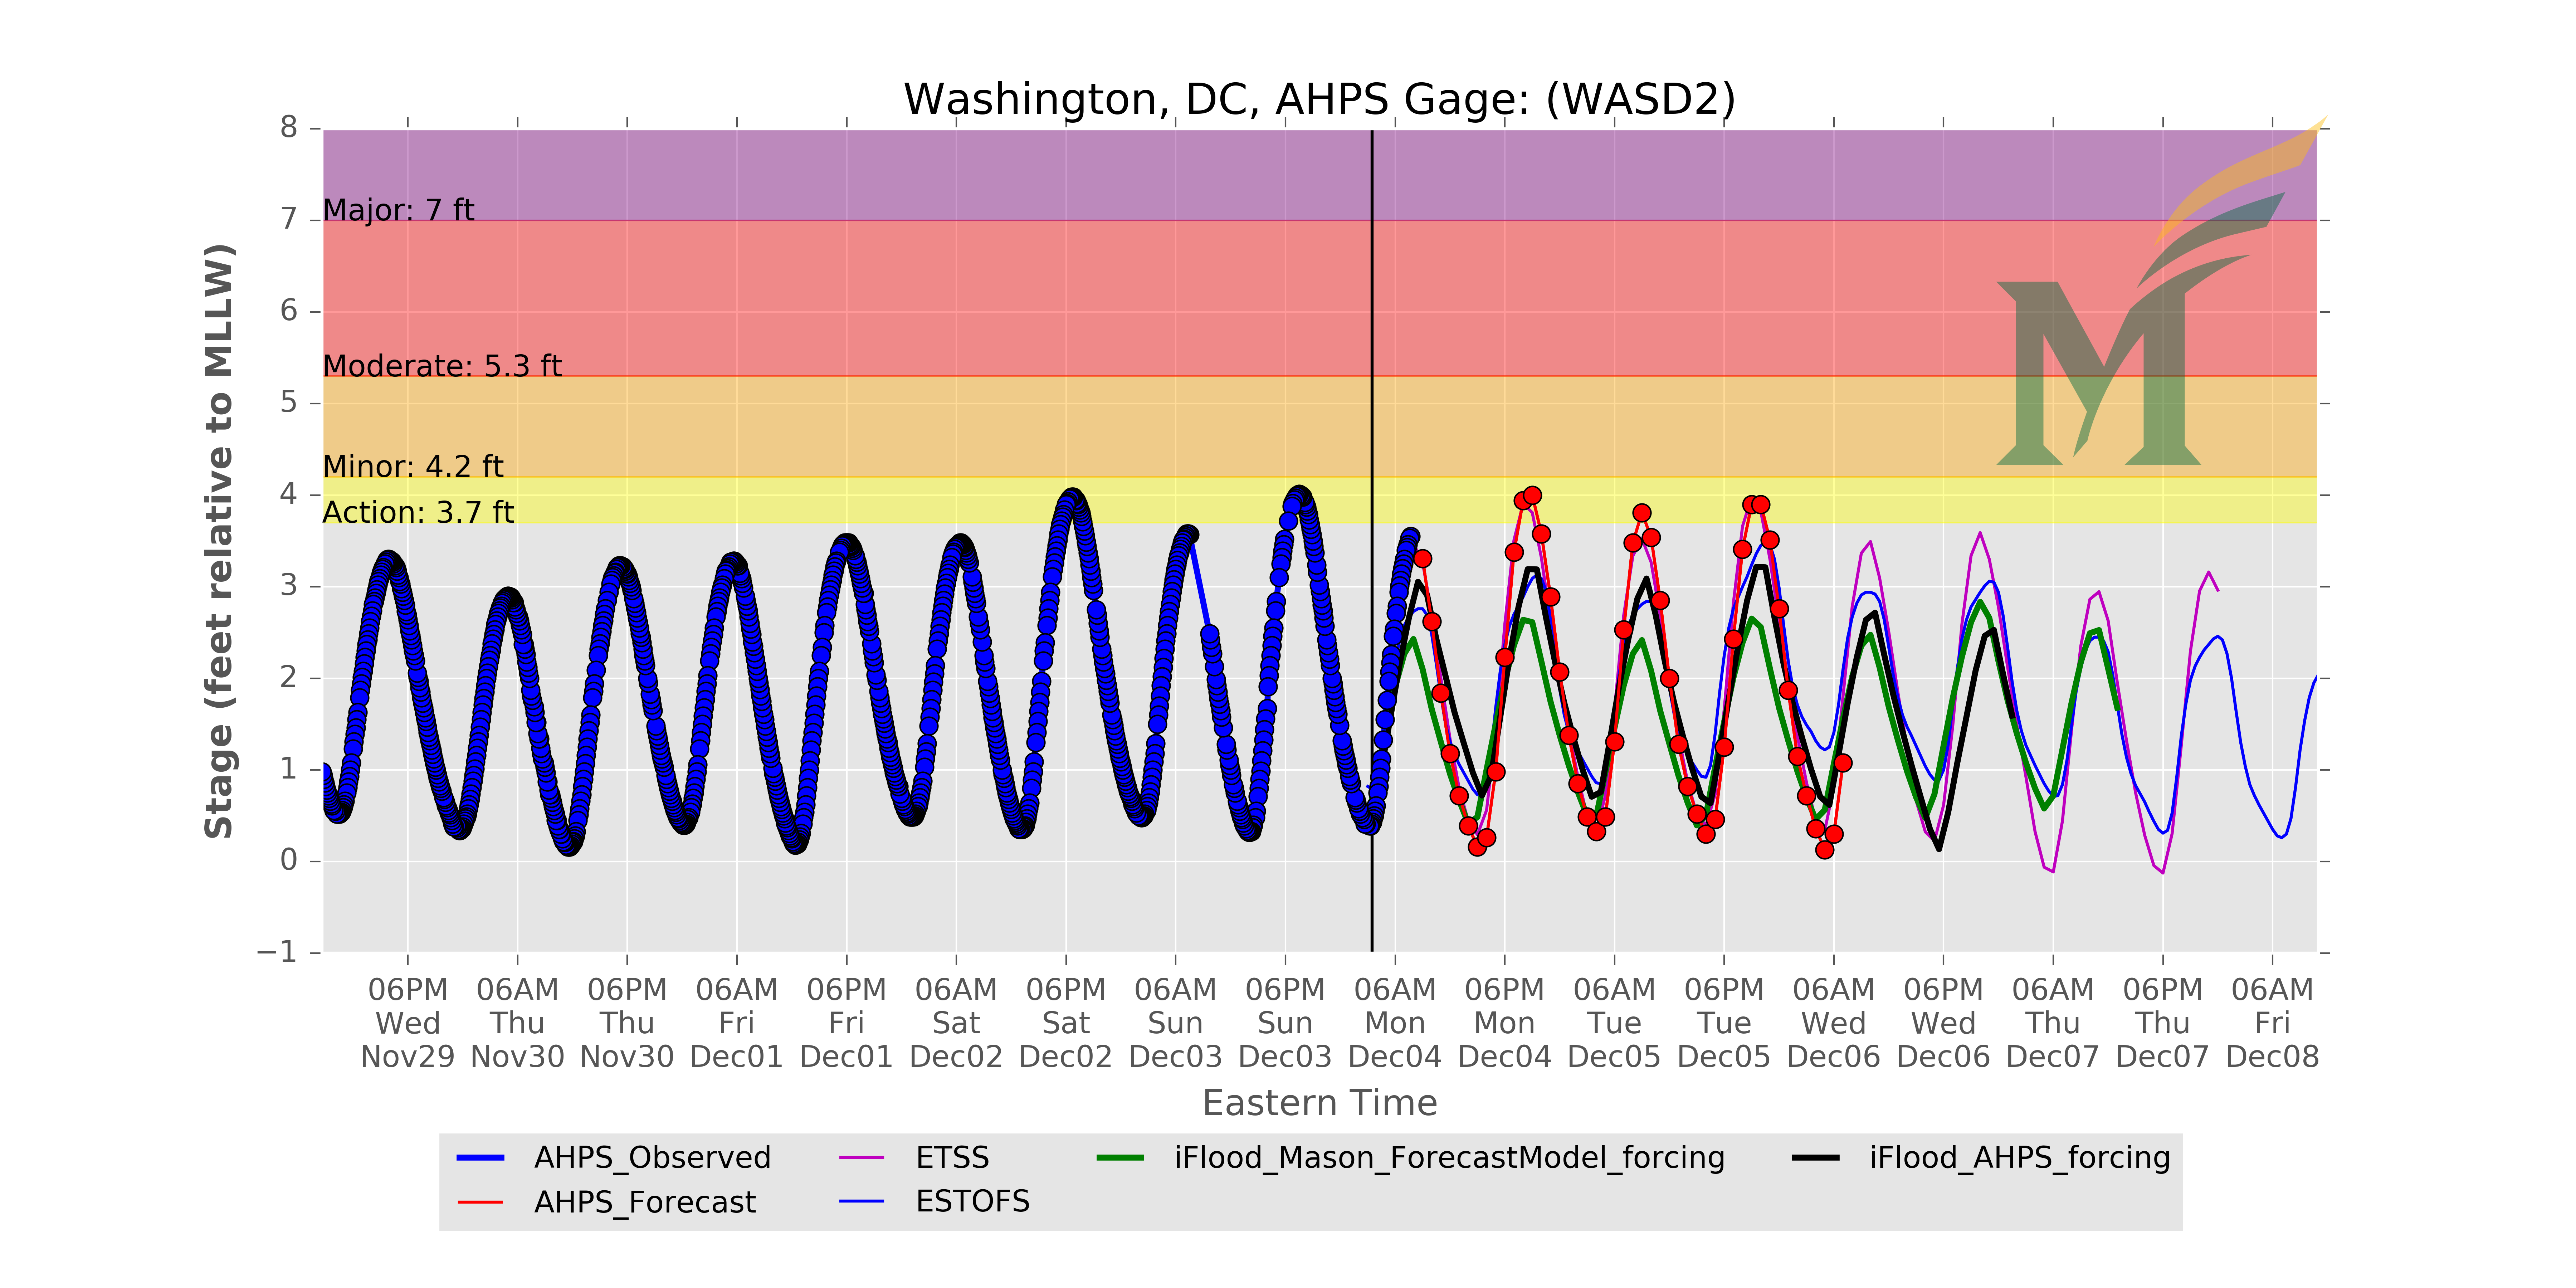 Washington, DC, AHPS Gage: (WASD2)
8
7
6
5
4
3
2
1
0
−1
Stage (feet relative to MLLW)
Major: 7 ft
Moderate: 5.3 ft
Minor: 4.2 ft
Action: 3.7 ft
M
06PM 06AM 06PM 06AM 06PM 06AM 06PM 06AM 06PM 06AM 06PM 06AM 06PM 06AM 06PM 06AM 06PM 06AM
Wed Thu Thu Fri Fri Sat Sat Sun Sun Mon Mon Tue Tue Wed Wed Thu Thu Fri
Nov29 Nov30 Nov30 Dec01 Dec01 Dec02 Dec02 Dec03 Dec03 Dec04 Dec04 Dec05 Dec05 Dec06 Dec06 Dec07 Dec07 Dec08
Eastern Time
AHPS_Observed ETSS iFlood_Mason_ForecastModel_forcing iFlood_AHPS_forcing
AHPS_Forecast ESTOFS